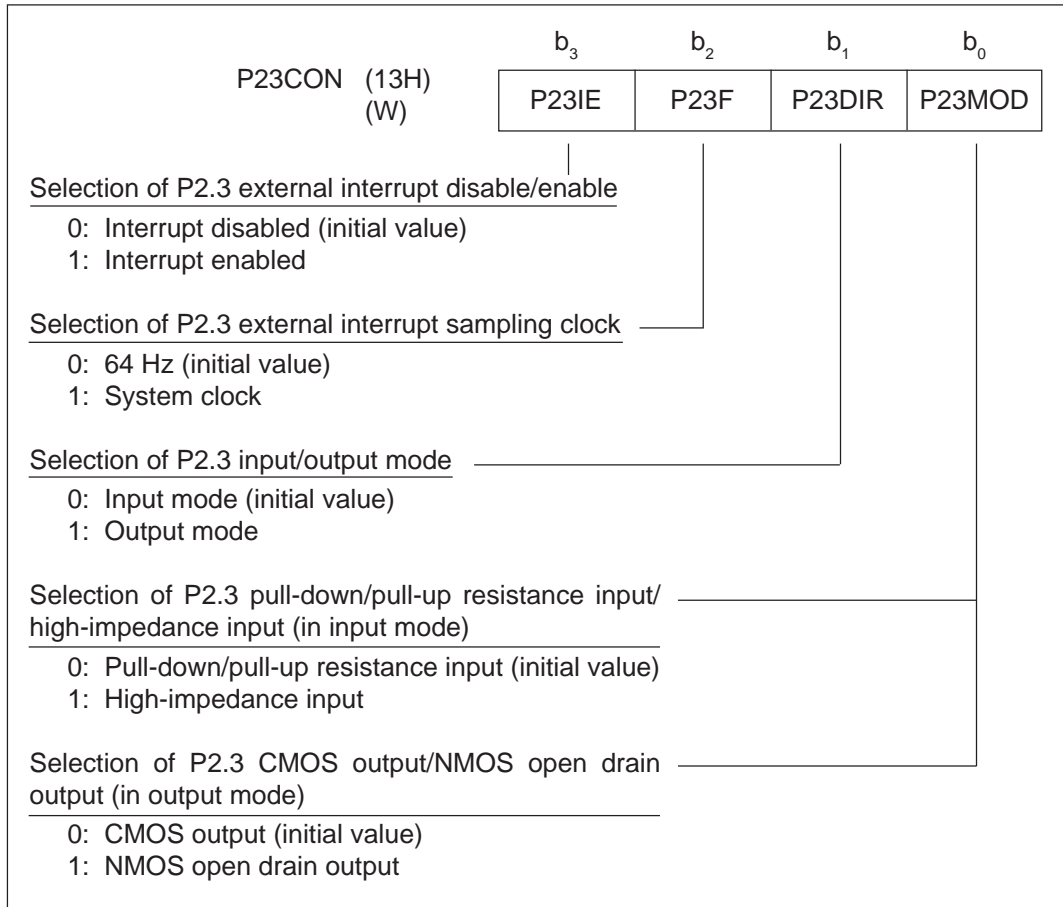 b3 b2 b1 b0
P23CON (13H)
(W)
P23IE P23F P23DIR P23MOD
Selection of P2.3 external interrupt disable/enable
0: Interrupt disabled (initial value)
1: Interrupt enabled
Selection of P2.3 external interrupt sampling clock
0: 64 Hz (initial value)
1: System clock
Selection of P2.3 input/output mode
0: Input mode (initial value)
1: Output mode
Selection of P2.3 pull-down/pull-up resistance input/
high-impedance input (in input mode)
0: Pull-down/pull-up resistance input (initial value)
1: High-impedance input
Selection of P2.3 CMOS output/NMOS open drain
output (in output mode)
0: CMOS output (initial value)
1: NMOS open drain output